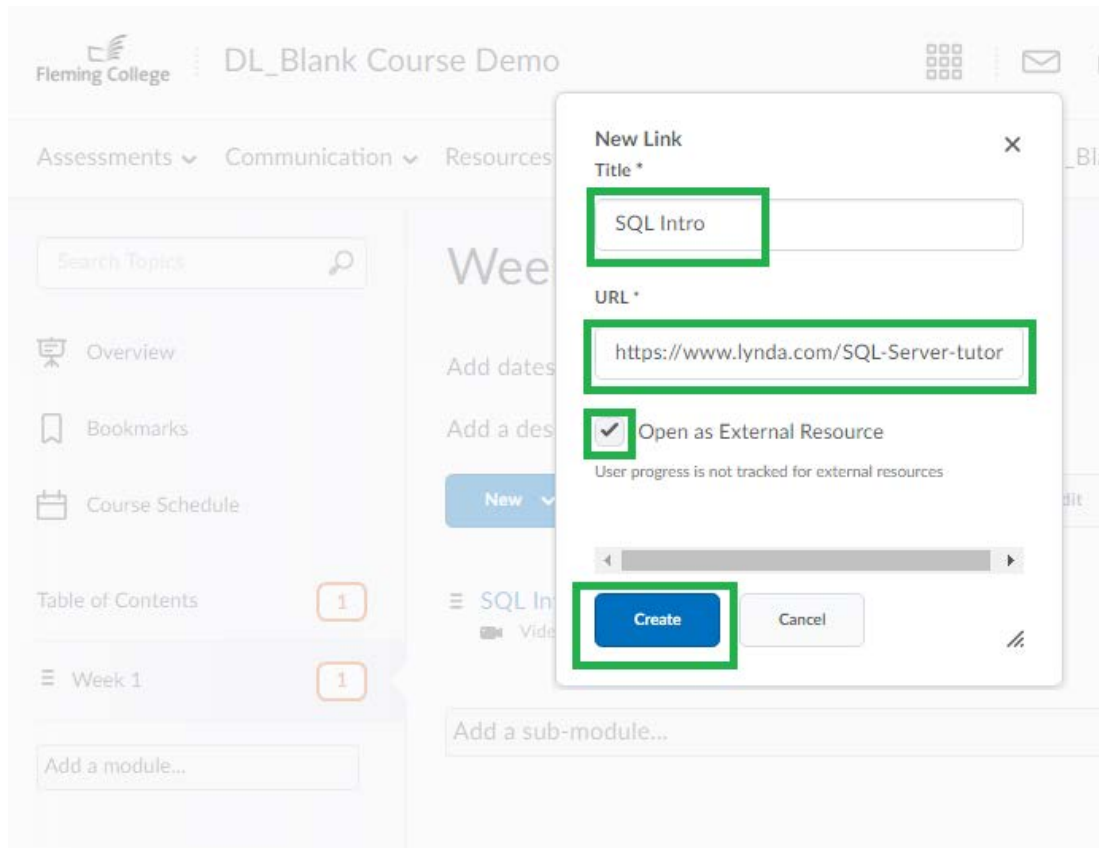 Fleming College
DL_Blank Course Demo
Assessments
Communication
Resources
_Bl
Search Topics
Overview
Bookmarks
Course Schedule
Table of Contents
1
Week 1
1
Add a module...
Wee
Add dates
Add a des
New
dit
SQL In
Vide
Add a sub-module...
New Link
Title *
SQL Intro
URL *
https://www.lynda.com/SQL-Server-tutor
Open as External Resource
User progress is not tracked for external resources
Create
Cancel